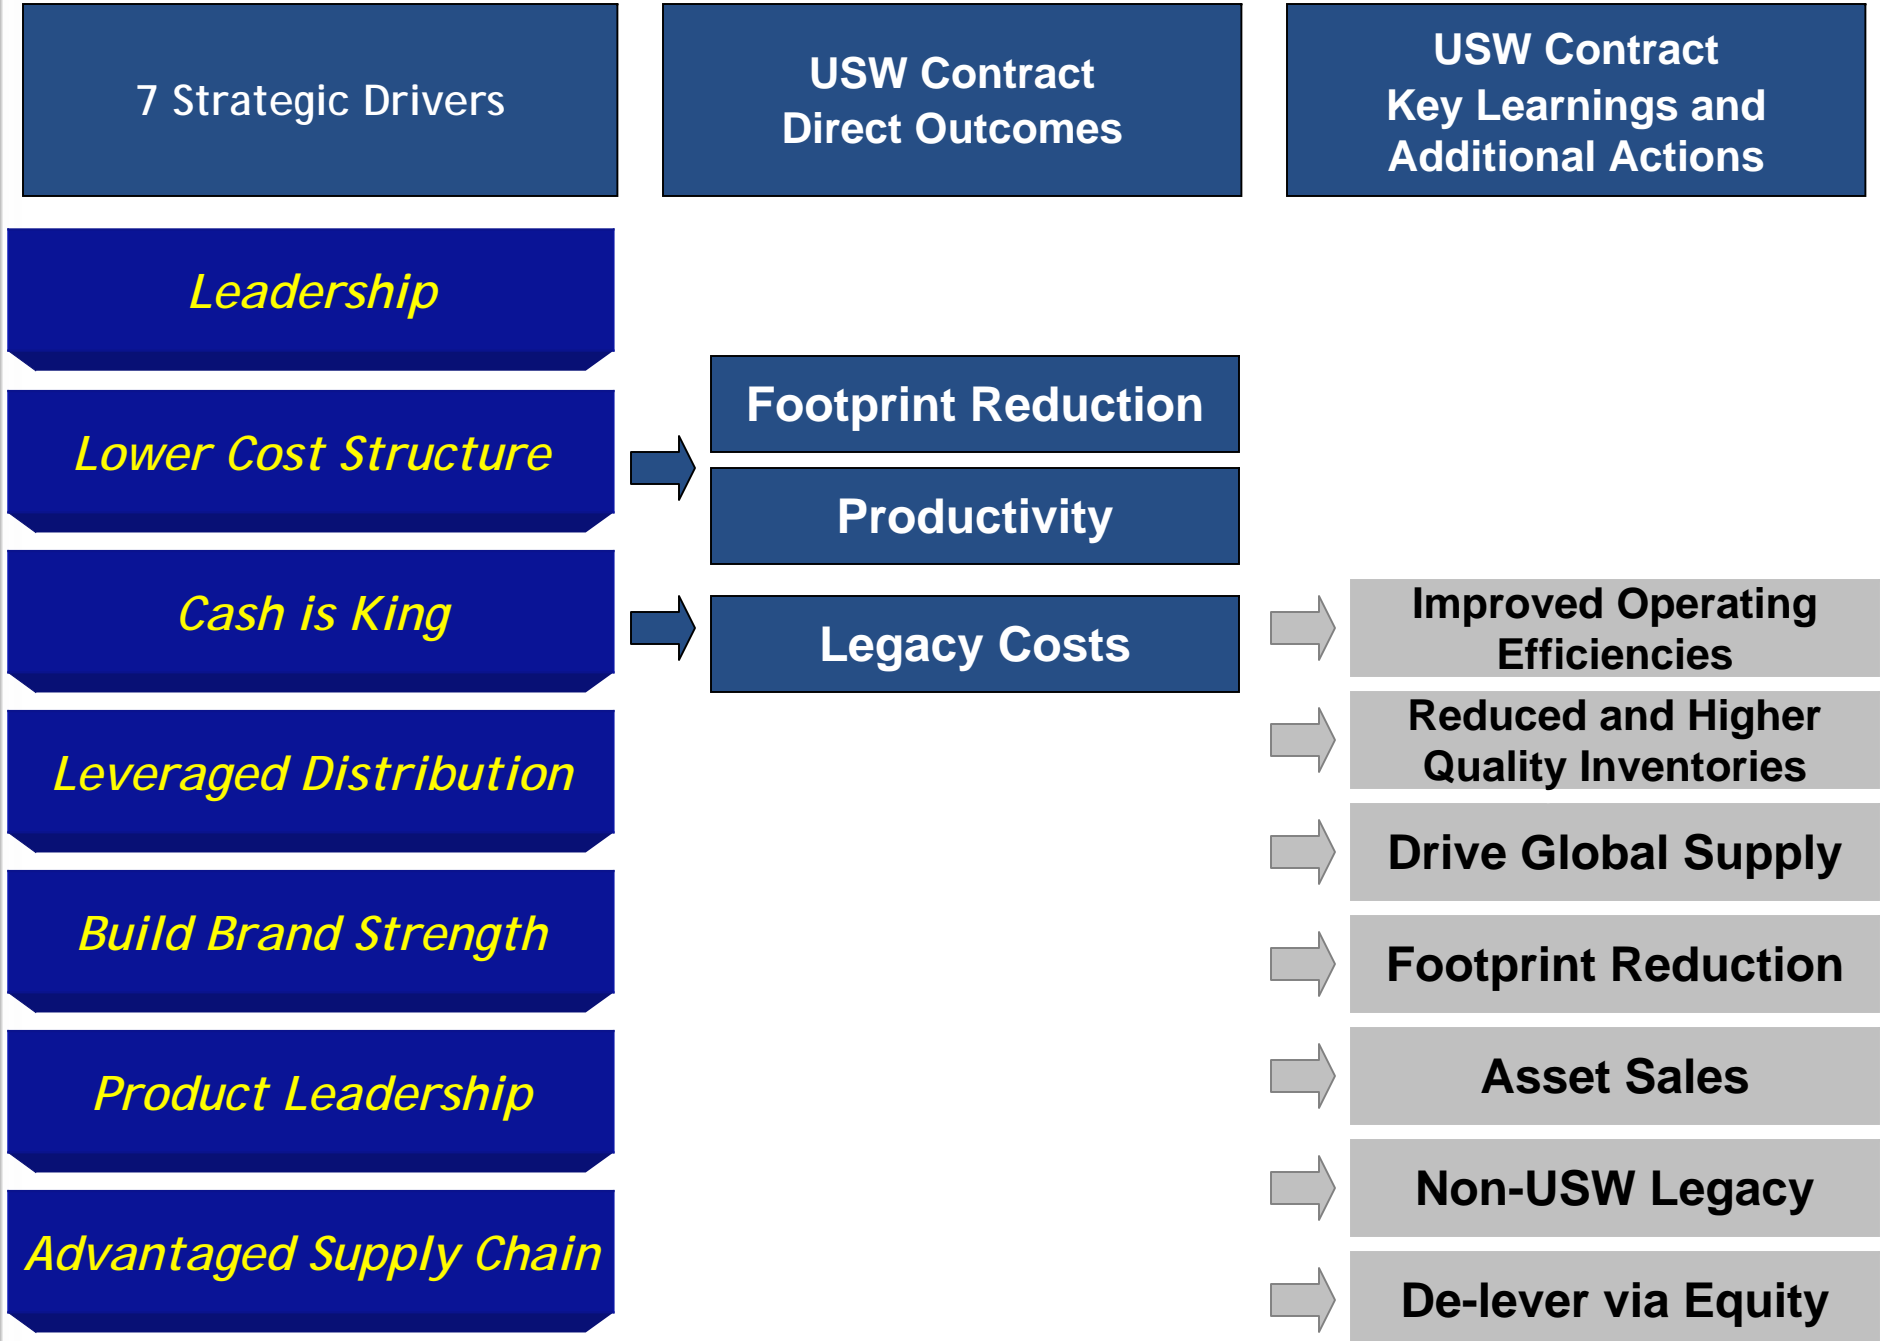 7 Strategic Drivers
USW Contract
Direct Outcomes
USW Contract
Key Learnings and
Additional Actions
Leadership
Lower Cost Structure
Cash is King
Leveraged Distribution
Build Brand Strength
Product Leadership
Advantaged Supply Chain
Footprint Reduction
Productivity
Legacy Costs
Improved Operating
Efficiencies
Reduced and Higher
Quality Inventories
Drive Global Supply
Footprint Reduction
Asset Sales
Non-USW Legacy
De-lever via Equity